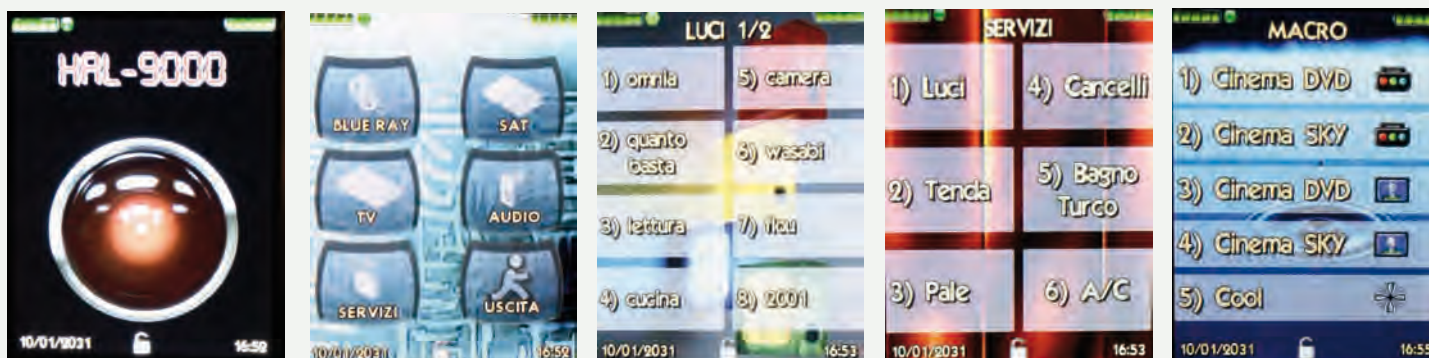 HAL-9000
10/01/2031
16:52
BLUE RAY
SAT
TV
AUDIO
SERVIZI
USCITA
10/01/2031
16:52
LUCI 1/2
1) omnia
5) camera
2) quanto
basta
6) wasabi
3) lettura
7) flou
4) cucina
8) 2001
10/01/2031
16:53
SERVIZI
1) Luci
4) Cancelli
2) Tenda
5) Bagno
Turco
3) Pale
6) A/C
10/01/2031
16:53
MACRO
1) Cinema DVD
2) Cinema SKY
3) Cinema DVD
4) Cinema SKY
5) Cool
10/01/2031
16:55